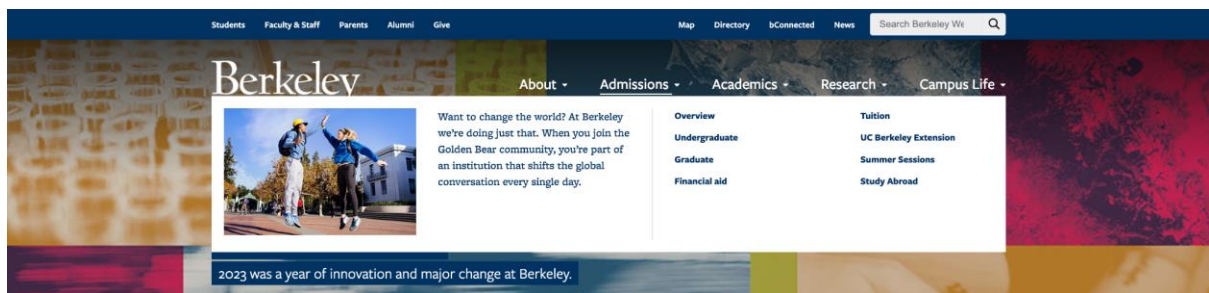 Students Faculty & Staff Parents Alumni Give Map Directory bConnected News Search Berkeley We
Berkeley
About Admissions Academics Research Campus Life
Want to change the world? At Berkeley
we're doing just that. When you join the
Golden Bear community, you're part of
an institution that shifts the global
conversation every single day.
Overview
Undergraduate
Graduate
Financial aid
Tuition
UC Berkeley Extension
Summer Sessions
Study Abroad
2023 was a year of innovation and major change at Berkeley.